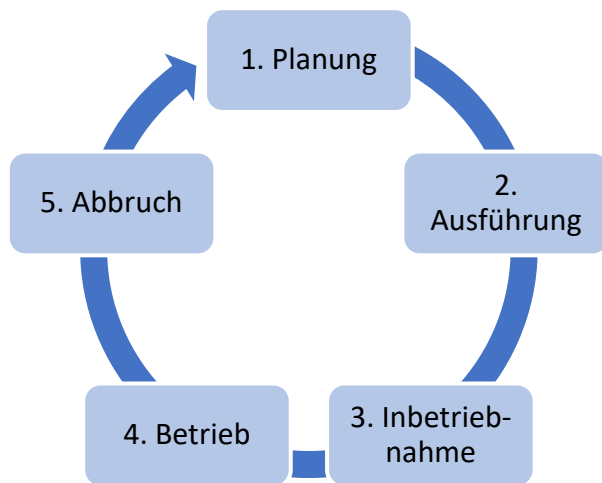 1. Planung
2.
Ausführung
3. Inbetrieb-
nahme
4. Betrieb
5. Abbruch